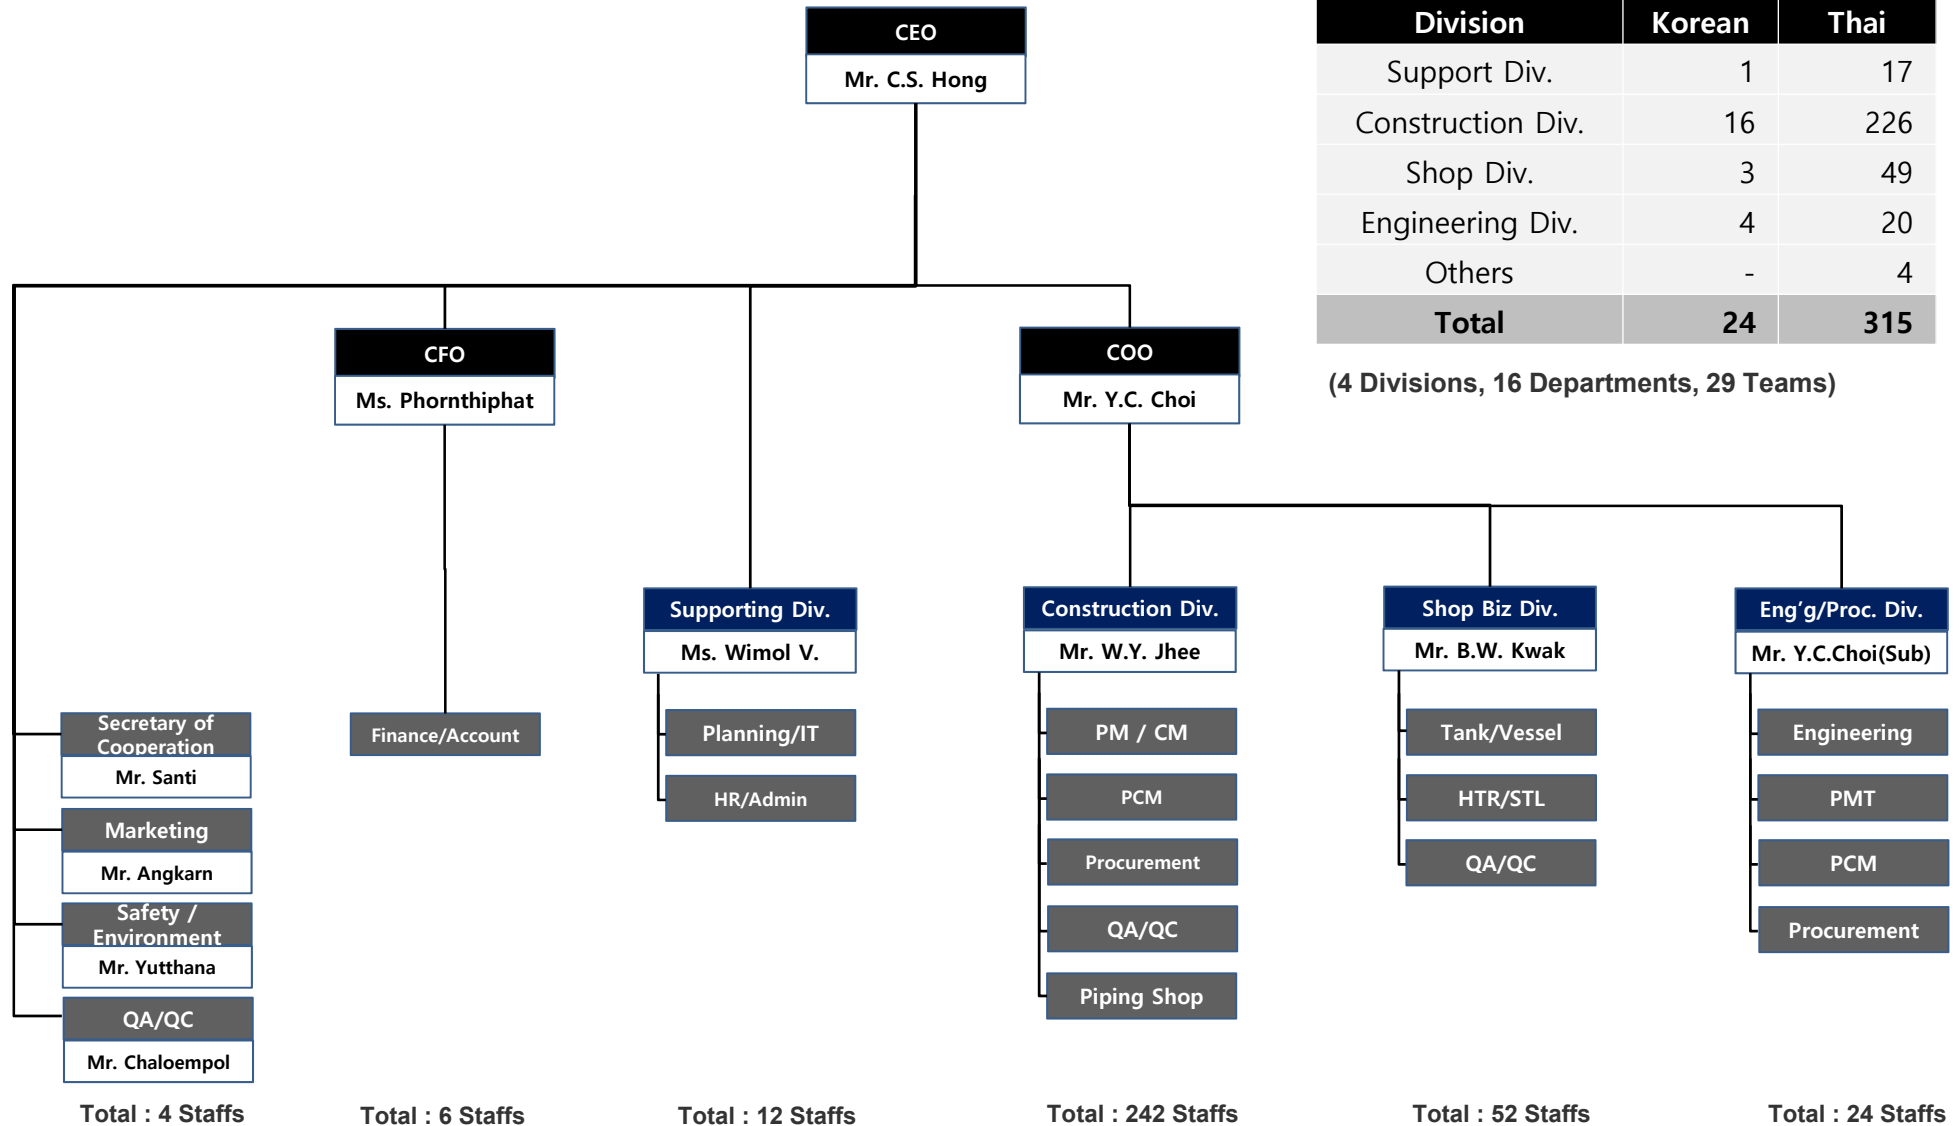 CEO
Mr. C.S. Hong
Division Korean Thai
Support Div. 1 17
Construction Div. 16 226
Shop Div. 3 49
Engineering Div. 4 20
Others - 4
Total 24 315
(4 Divisions, 16 Departments, 29 Teams)
CFO
Ms. Phornthiphat
COO
Mr. Y.C. Choi
Supporting Div.
Ms. Wimol V.
Construction Div.
Mr. W.Y. Jhee
Shop Biz Div.
Mr. B.W. Kwak
Eng’g/Proc. Div.
Mr. Y.C.Choi(Sub)
Secretary of
Cooperation
Mr. Santi
Marketing
Mr. Angkarn
Safety /
Environment
Mr. Yutthana
QA/QC
Mr. Chaloempol
Finance/Account
Planning/IT
HR/Admin
PM / CM
PCM
Procurement
QA/QC
Piping Shop
Tank/Vessel
HTR/STL
QA/QC
Engineering
PMT
PCM
Procurement
Total : 4 Staffs
Total : 6 Staffs
Total : 12 Staffs
Total : 242 Staffs
Total : 52 Staffs
Total : 24 Staffs